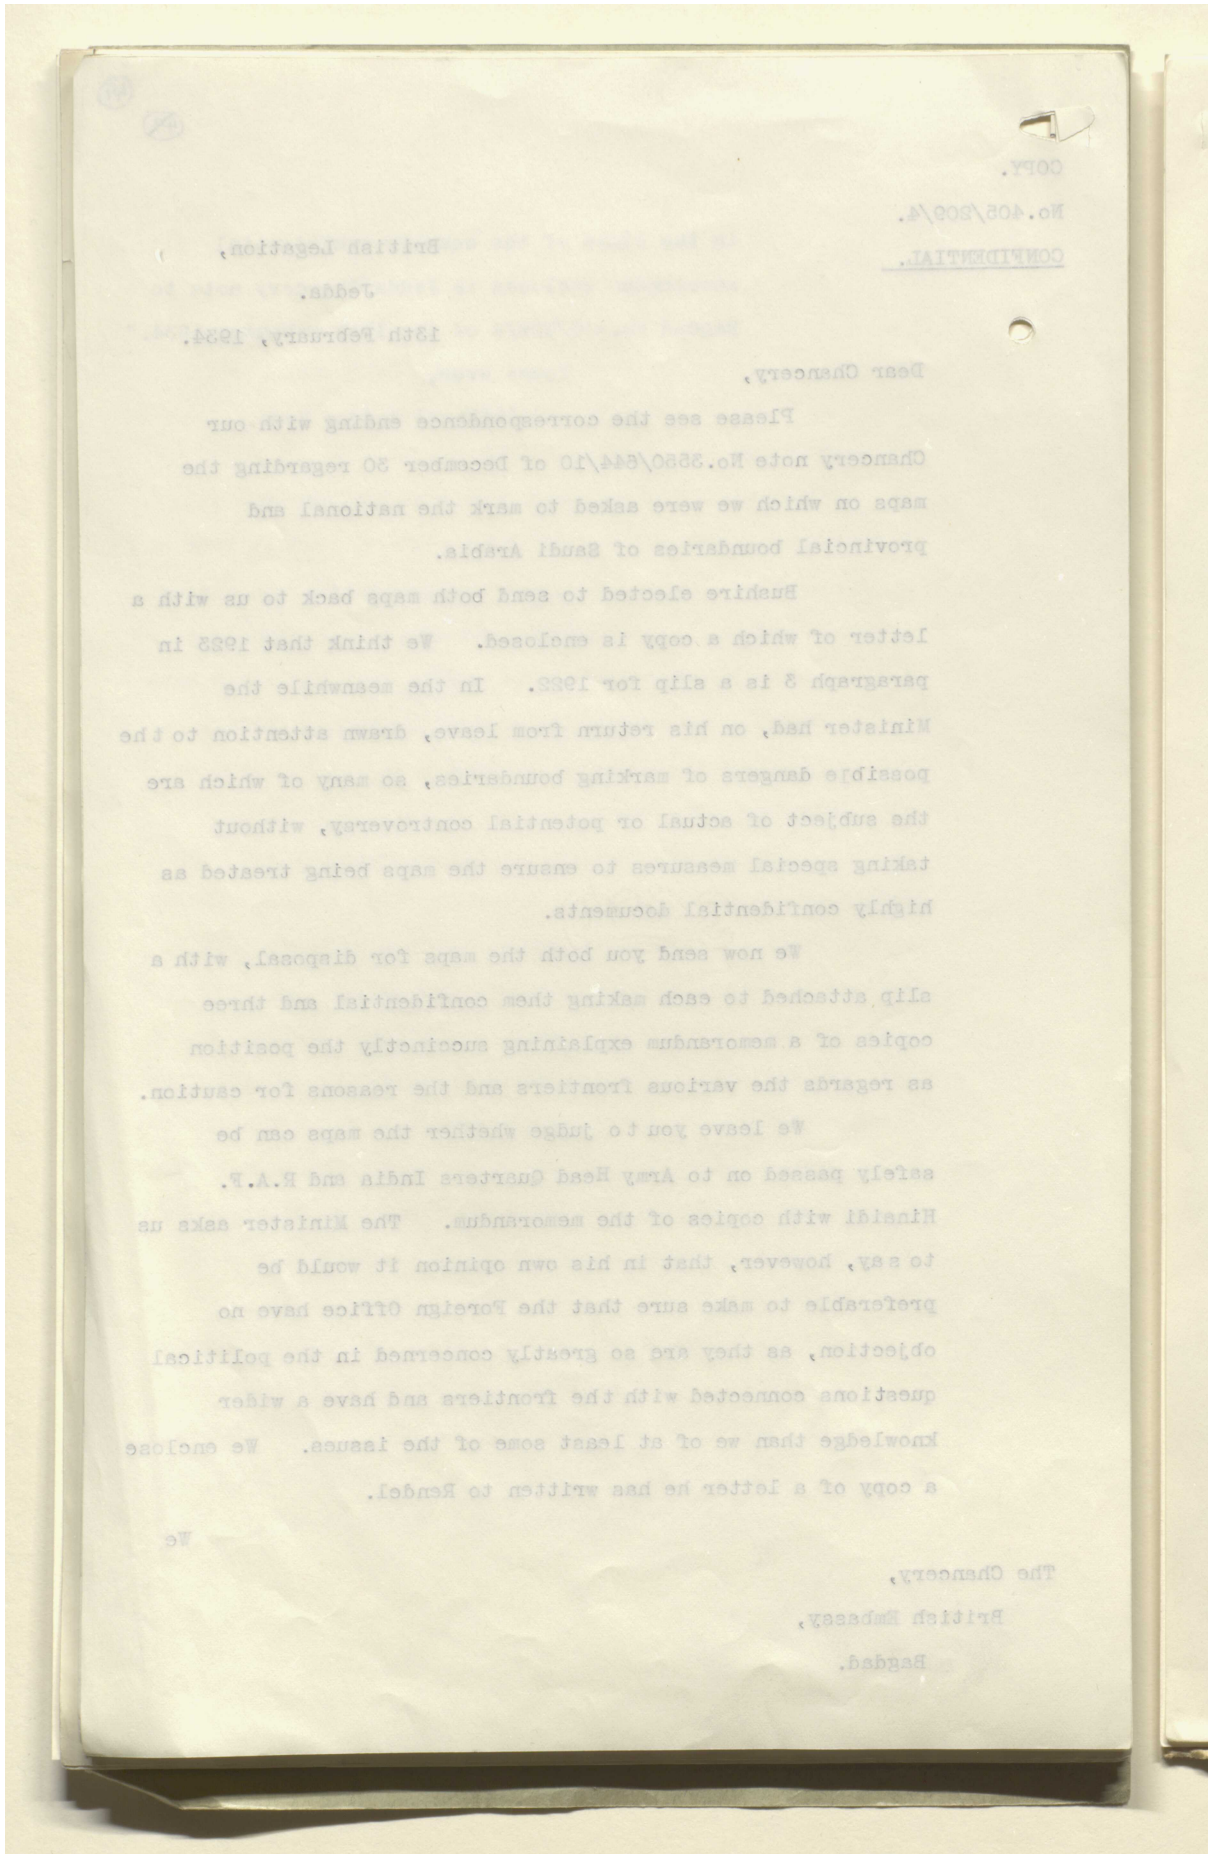 COPY.
No.405/209/4.
CONFIDENTIAL.
British Legation,
Jedda.
13th February, 1934.
Dear Chancery,
Please see the correspondence ending with our
Chancery note No.3560/644/10 of December 30 regarding the
maps on which we were asked to mark the national and
provincial boundaries of Saudi Arabia.
Bushire elected to send both maps back to us with a
letter of which a copy is enclosed. We think that 1923 in
paragraph 3 is a slip for 1922. In the meanwhile the
Minister had, on his return from leave, drawn attention to the
possible dangers of marking boundaries, so many of which are
the subject of actual or potential controversy, without
taking special measures to ensure the maps being treated as
highly confidential documents.
We now send you both the maps for disposal, with a
slip attached to each making them confidential and three
copies of a memorandum explaining succinctly the position
as regards the various frontiers and the reasons for caution.
We leave you to judge whether the maps can be
safely passed on to Army Head Quarters India and R.A.F.
Hinaidi with copies of the memorandum. The Minister asks us
to say, however, that in his own opinion it would be
preferable to make sure that the Foreign Office have no
objection, as they are so greatly concerned in the political
questions connected with the frontiers and have a wider
knowledge than we of at least some of the issues. We enclose
a copy of a letter he has written to Rendel.
We
The Chancery,
British Embassy,
Bagdad.